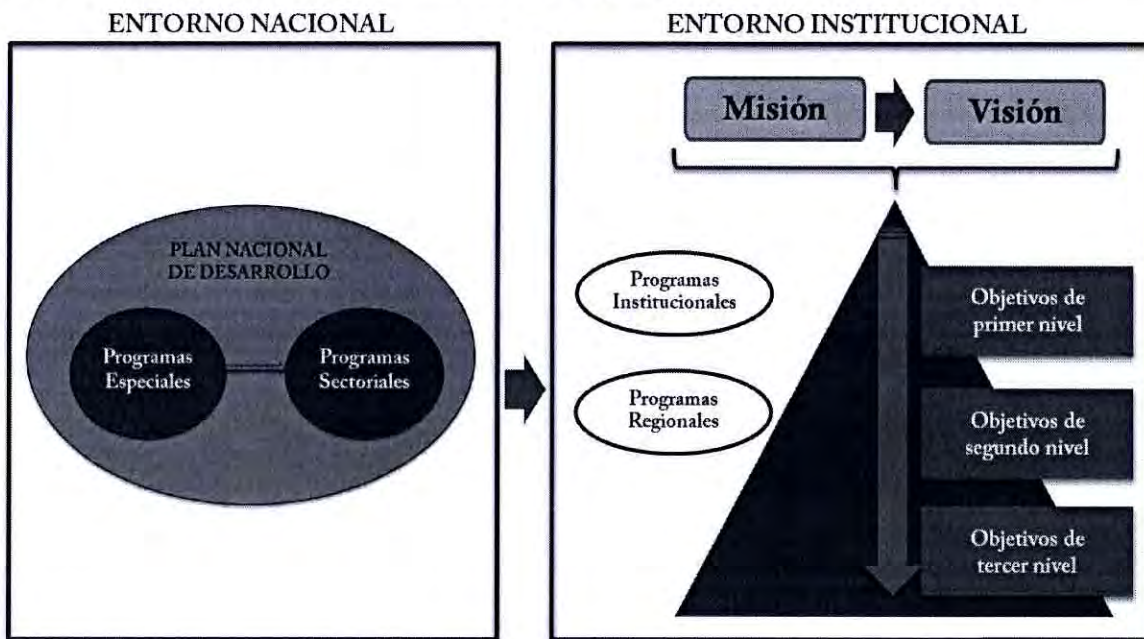 ENTORNO NACIONAL
PLAN NACIONAL
DE DESARROLLO
Programas
Especiales
Programas
Sectoriales
ENTORNO INSTITUCIONAL
Misión
Visión
Programas
Institucionales
Programas
Regionales
Objetivos de
primer nivel
Objetivos de
segundo nivel
Objetivos de
tercer nivel